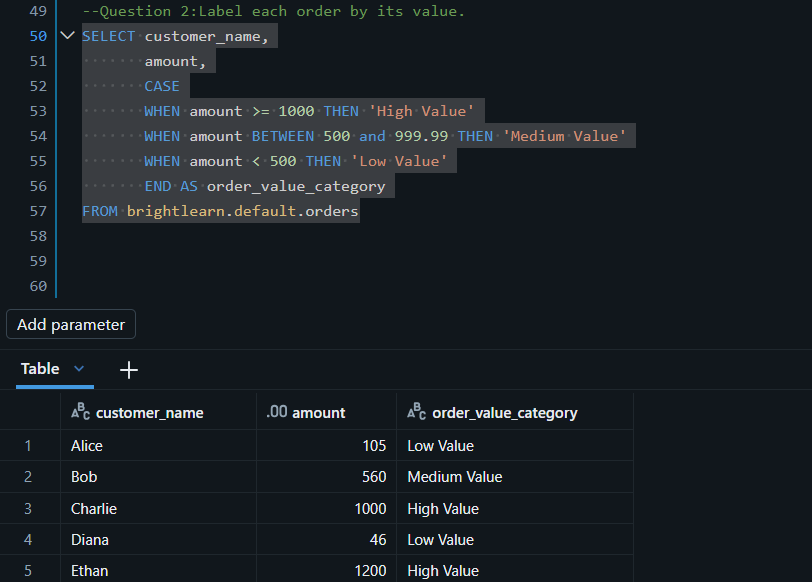 49 --Question 2:Label each order by its value.
50 SELECT customer_name,
51 amount,
52 CASE
53 WHEN amount >= 1000 THEN 'High Value'
54 WHEN amount BETWEEN 500 and 999.99 THEN 'Medium Value'
55 WHEN amount < 500 THEN 'Low Value'
56 END AS order_value_category
57 FROM brightlearn.default.orders
58
59
60
Add parameter
Table +
ABC customer_name .00 amount ABC order_value_category
1 Alice 105 Low Value
2 Bob 560 Medium Value
3 Charlie 1000 High Value
4 Diana 46 Low Value
5 Ethan 1200 High Value